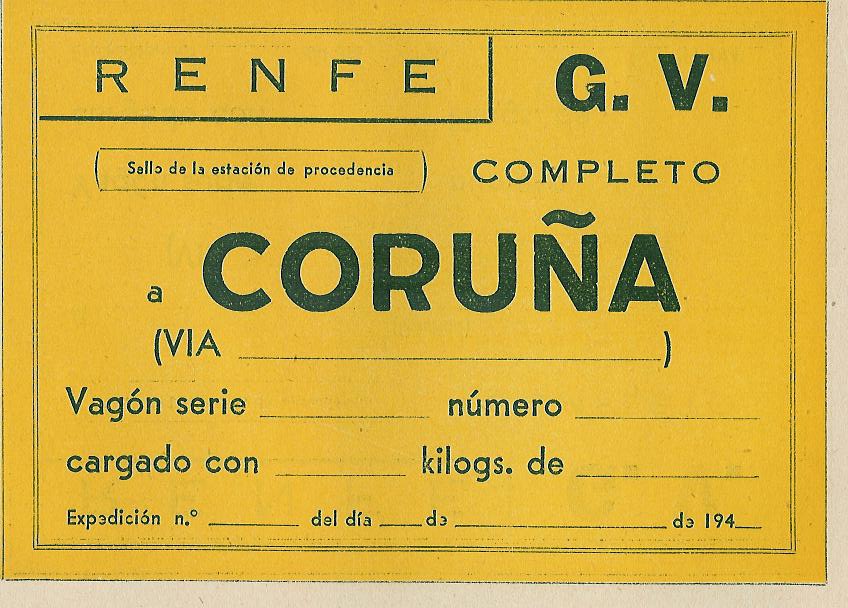 RENFE G. V.
Sello de la estación de procedencia COMPLETO
a CORUÑA
(VIA )
Vagón serie número
cargado con kilogs. de
Expedición n.º del día de de 194